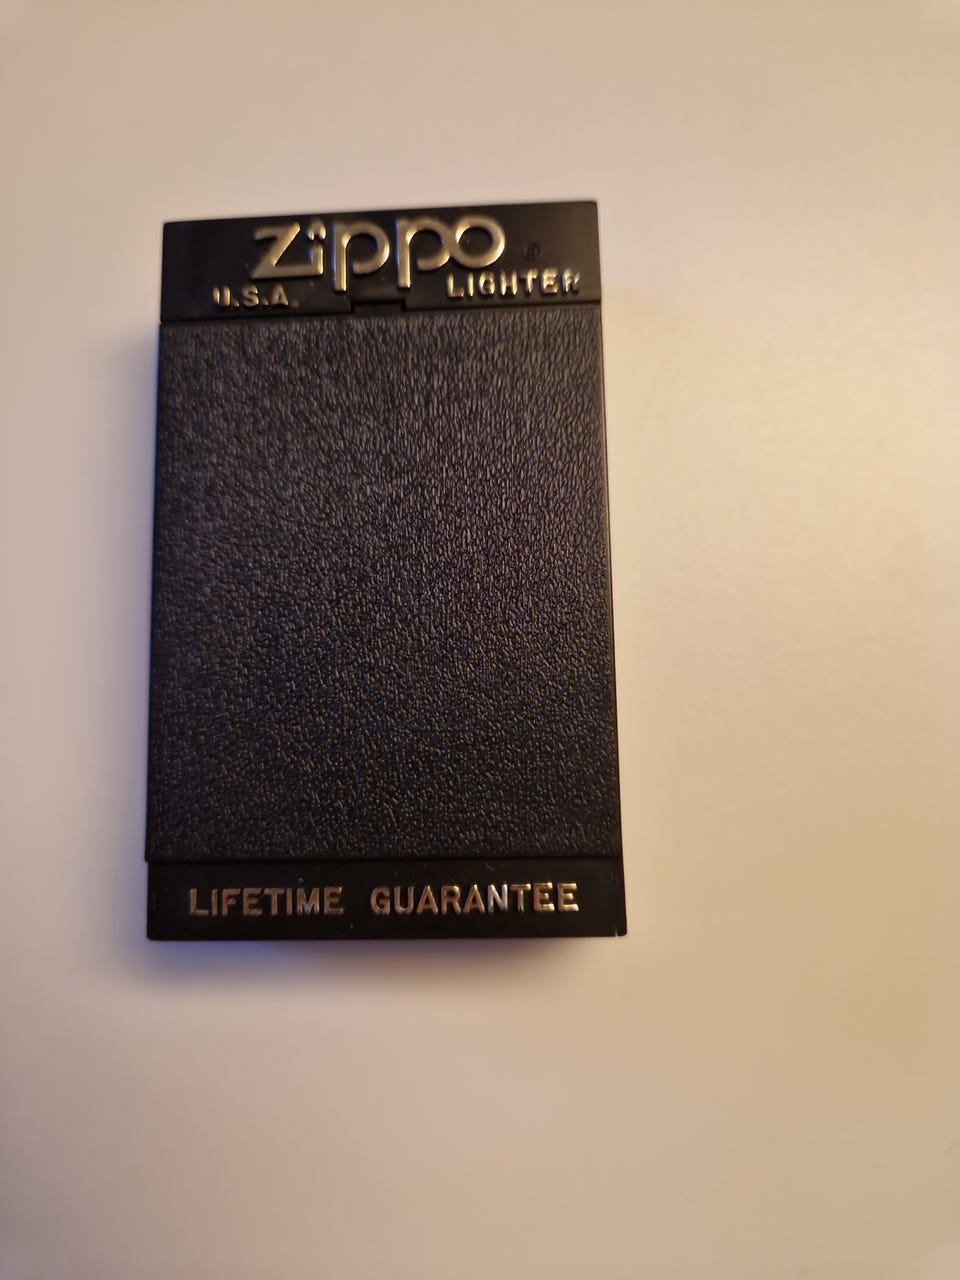 Zippo ®
U.S.A. LIGHTER
LIFETIME GUARANTEE